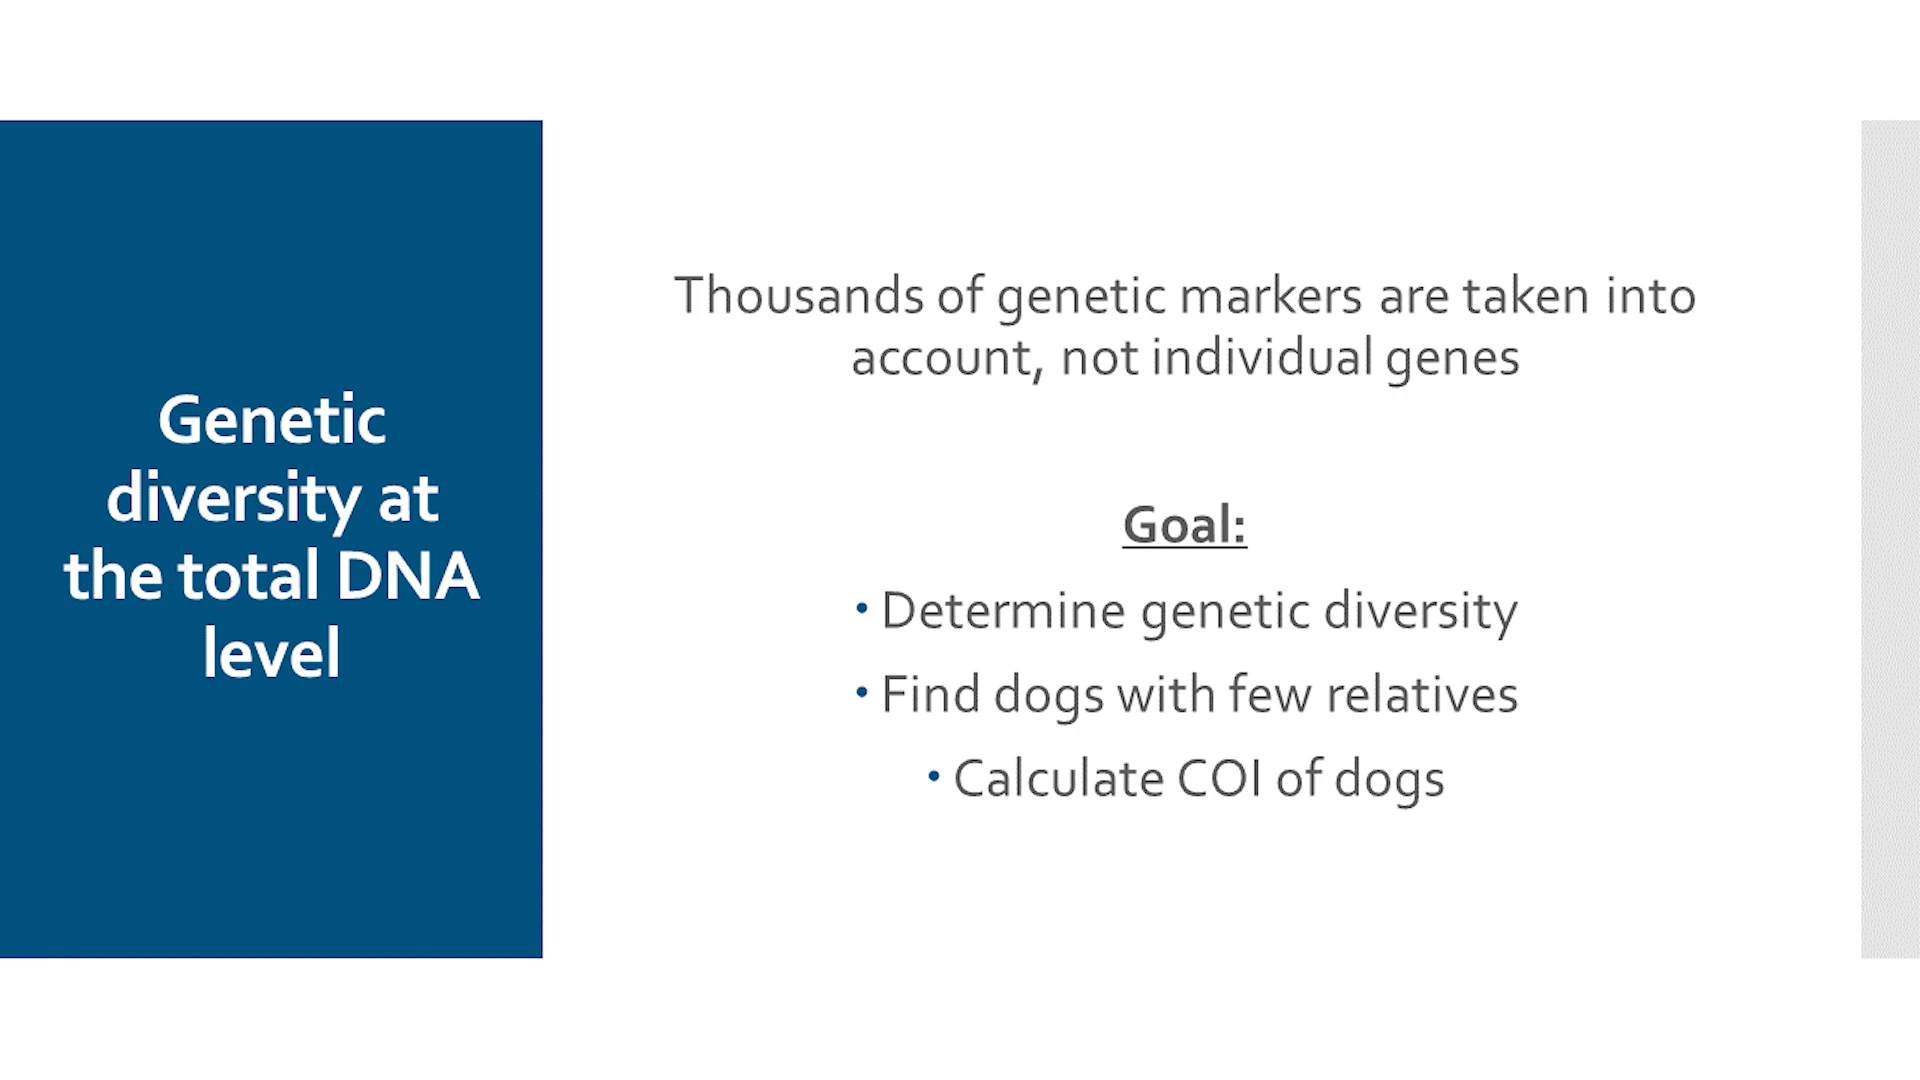 Genetic
diversity at
the total DNA
level
Thousands of genetic markers are taken into
account, not individual genes
Goal:
• Determine genetic diversity
• Find dogs with few relatives
• Calculate COI of dogs